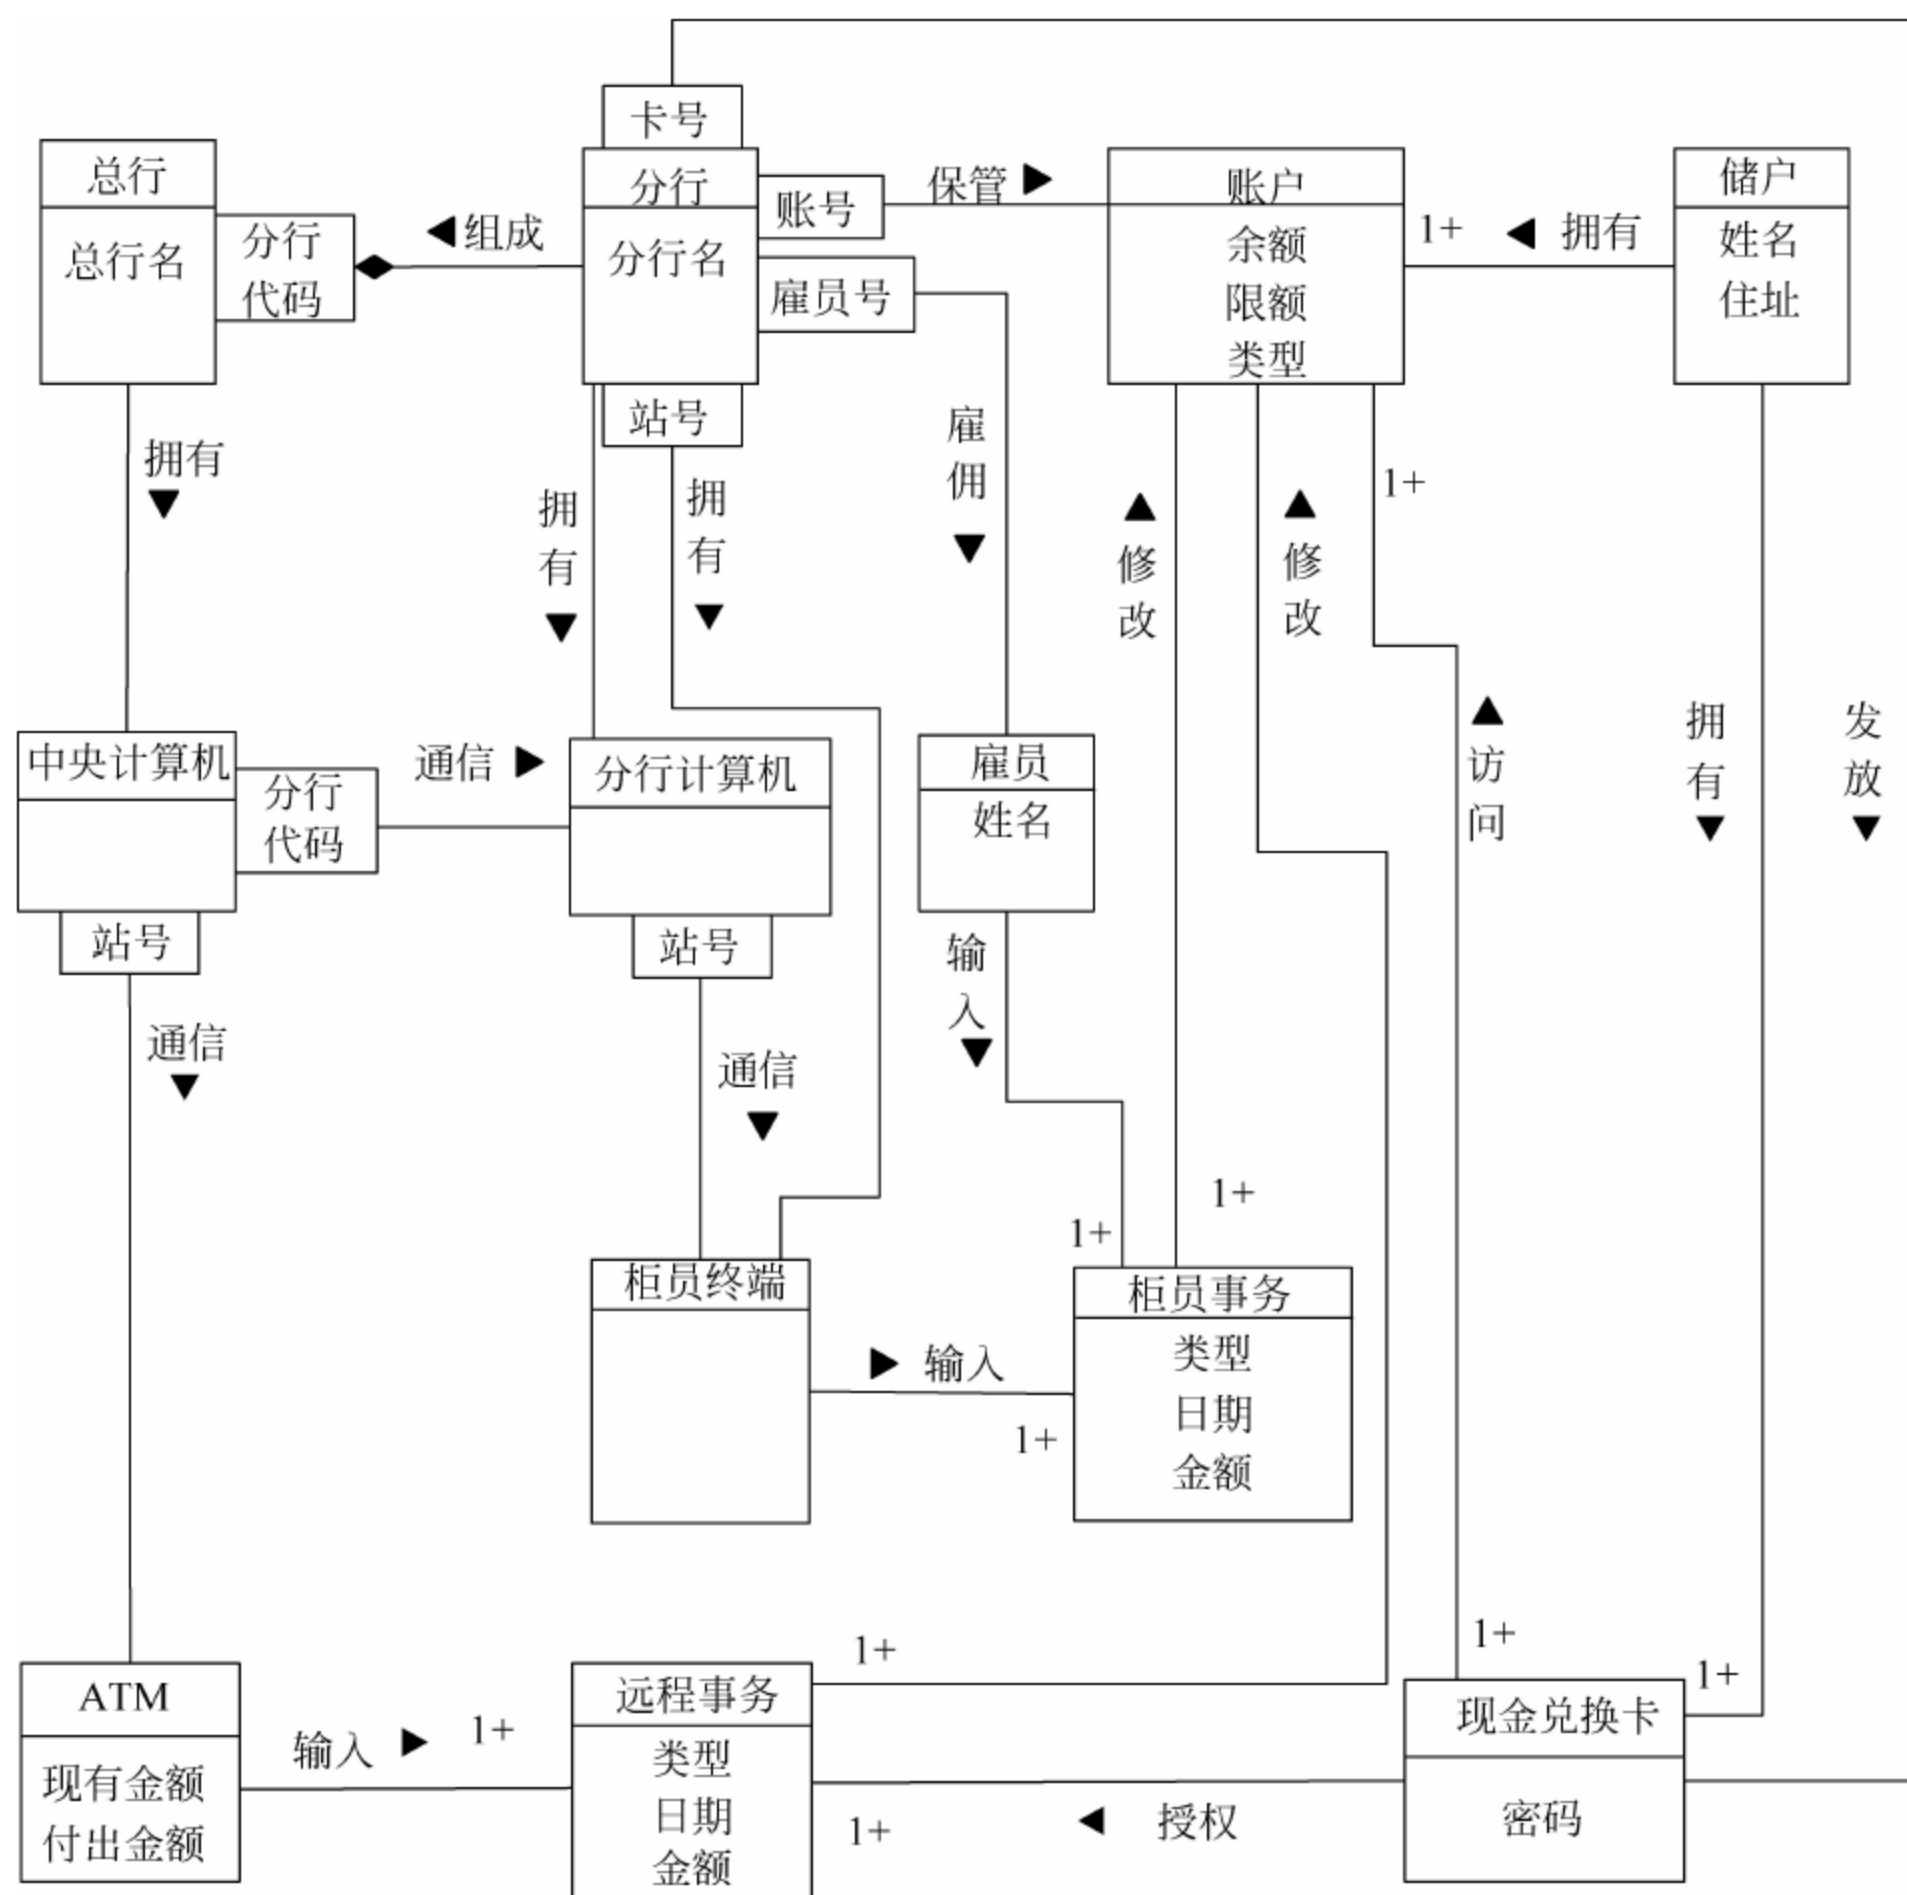 卡号
总行
总行名
分行
代码
◀组成
分行
分行名
账号
雇员号
站号
保管▶
账户
余额
限额
类型
1+
◀ 拥有
储户
姓名
住址
拥有
▼
拥有
▼
拥有
▼
雇佣
▼
▲
修改
▲
修改
1+
▲
访问
拥有
▼
发放
▼
中央计算机
分行
代码
站号
通信 ▶
分行计算机
站号
雇员
姓名
输入
▼
通信
▼
通信
▼
1+
1+
柜员终端
▶ 输入
1+
柜员事务
类型
日期
金额
ATM
现有金额
付出金额
输入 ▶ 1+
远程事务
类型
日期
金额
1+
1+
◀ 授权
1+
1+
现金兑换卡
密码